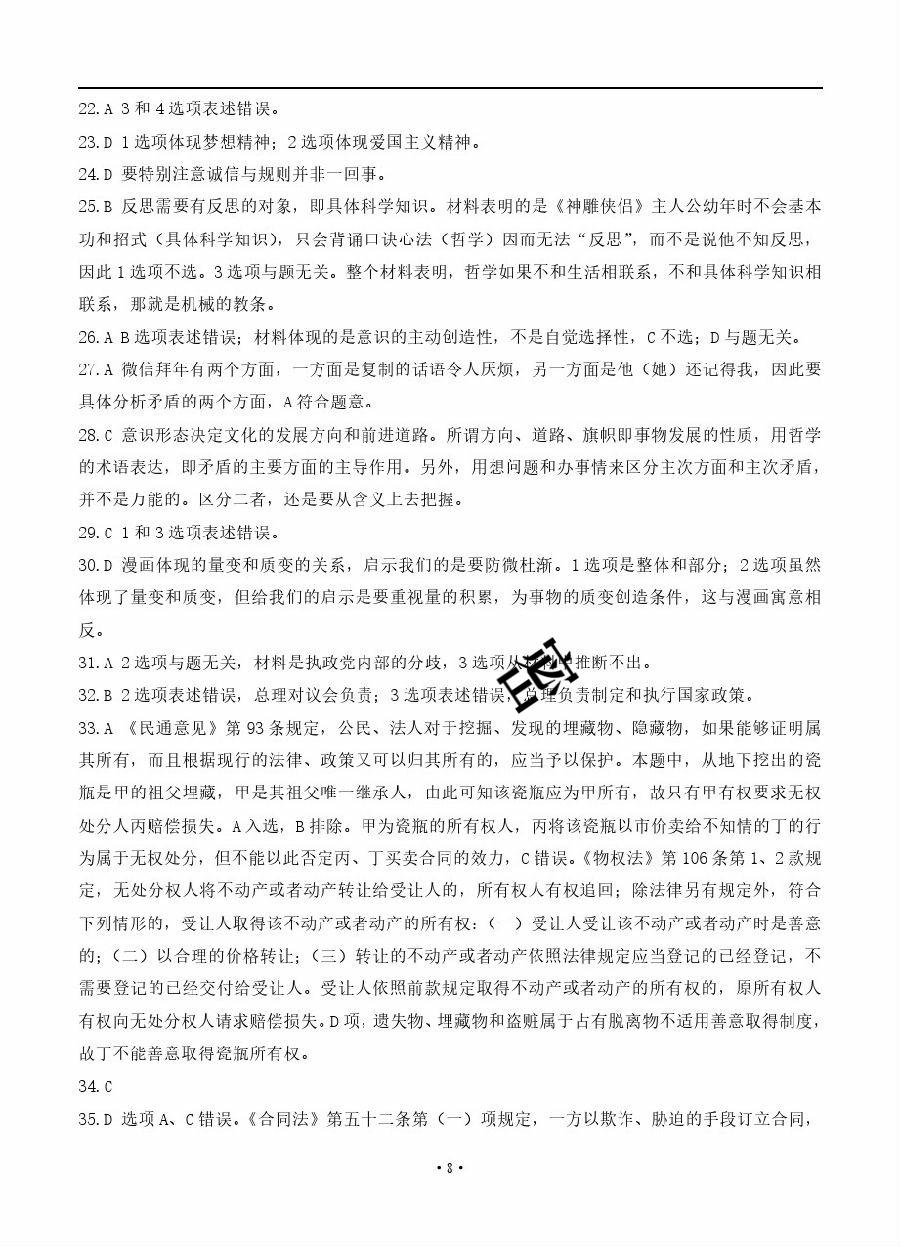 22.A 3和4选项表述错误。
23.D 1选项体现梦想精神；2选项体现爱国主义精神。
24.D 要特别注意诚信与规则并非一回事。
25.B 反思需要有反思的对象，即具体科学知识。材料表明的是《神雕侠侣》主人公幼年时不会基本
功和招式（具体科学知识），只会背诵口诀心法（哲学）因而无法“反思”，而不是说他不知反思，
因此1选项不选。3选项与题无关。整个材料表明，哲学如果不和生活相联系，不和具体科学知识相
联系，那就是机械的教条。
26.A B选项表述错误；材料体现的是意识的主动创造性，不是自觉选择性，C不选；D与题无关。
27.A 微信拜年有两个方面，一方面是复制的话语令人厌烦，另一方面是他（她）还记得我，因此要
具体分析矛盾的两个方面，A符合题意。
28.C 意识形态决定文化的发展方向和前进道路。所谓方向、道路、旗帜即事物发展的性质，用哲学
的术语表达，即矛盾的主要方面的主导作用。另外，用想问题和办事情来区分主次方面和主次矛盾，
并不是万能的。区分二者，还是要从含义上去把握。
29.C 1和3选项表述错误。
30.D 漫画体现的量变和质变的关系，启示我们的是要防微杜渐。1选项是整体和部分；2选项虽然
体现了量变和质变，但给我们的启示是要重视量的积累，为事物的质变创造条件，这与漫画寓意相
反。
31.A 2选项与题无关，材料是执政党内部的分歧，3选项从材料中推断不出。
32.B 2选项表述错误，总理对议会负责；3选项表述错误，总理负责制定和执行国家政策。
33.A 《民通意见》第93条规定，公民、法人对于挖掘、发现的埋藏物、隐藏物，如果能够证明属
其所有，而且根据现行的法律、政策又可以归其所有的，应当予以保护。本题中，从地下挖出的瓷
瓶是甲的祖父埋藏，甲是其祖父唯一继承人，由此可知该瓷瓶应为甲所有，故只有甲有权要求无权
处分人丙赔偿损失。A入选，B排除。甲为瓷瓶的所有权人，丙将该瓷瓶以市价卖给不知情的丁的行
为属于无权处分，但不能以此否定丙、丁买卖合同的效力，C错误。《物权法》第106条第1、2款规
定，无处分权人将不动产或者动产转让给受让人的，所有权人有权追回；除法律另有规定外，符合
下列情形的，受让人取得该不动产或者动产的所有权：（一）受让人受让该不动产或者动产时是善意
的；（二）以合理的价格转让；（三）转让的不动产或者动产依照法律规定应当登记的已经登记，不
需要登记的已经交付给受让人。受让人依照前款规定取得不动产或者动产的所有权的，原所有权人
有权向无处分权人请求赔偿损失。D项，遗失物、埋藏物和盗赃属于占有脱离物不适用善意取得制度，
故丁不能善意取得瓷瓶所有权。
34.C
35.D 选项A、C错误。《合同法》第五十二条第（一）项规定，一方以欺诈、胁迫的手段订立合同，
·8·